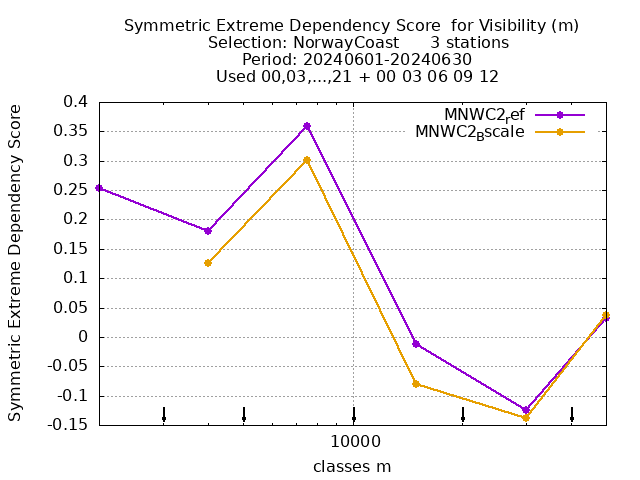 Symmetric Extreme Dependency Score  for Visibility (m)
Selection: NorwayCoast      3 stations
Period: 20240601-20240630
Used 00,03,...,21 + 00 03 06 09 12
Symmetric Extreme Dependency Score
0.4
0.35
0.3
0.25
0.2
0.15
0.1
0.05
0
-0.05
-0.1
-0.15
MNWC2ref
MNWC2Bscale
10000
classes m